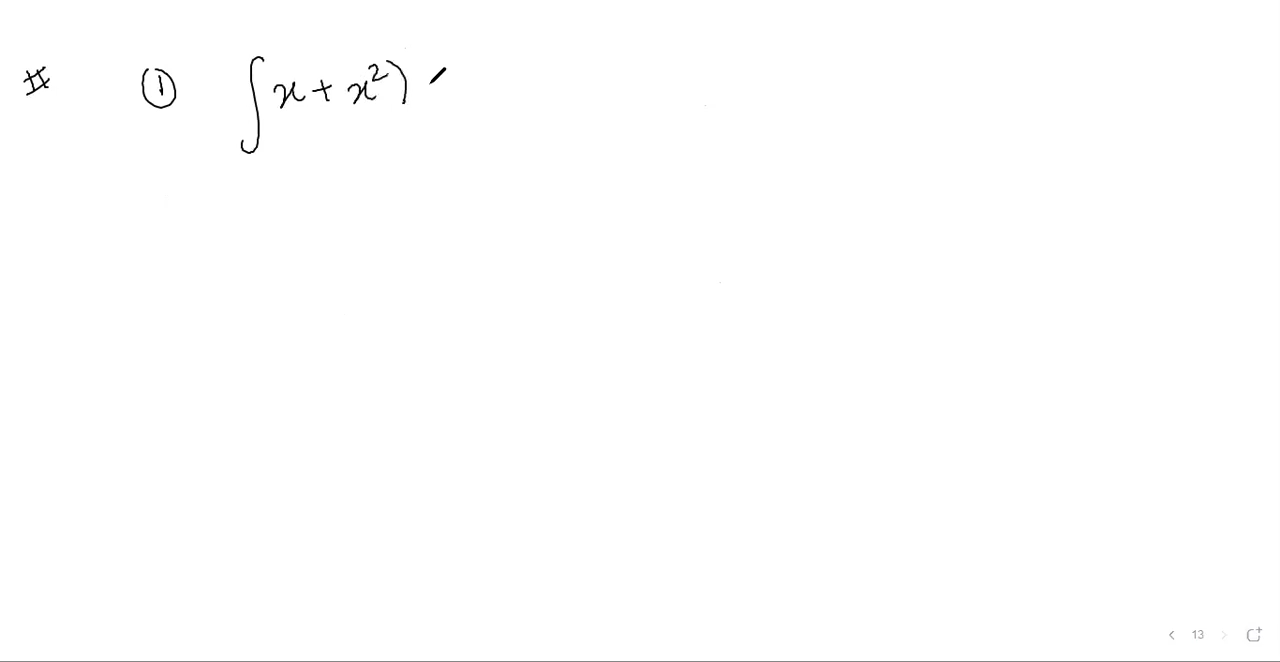 # ① ∫x + x²)
< 13 >